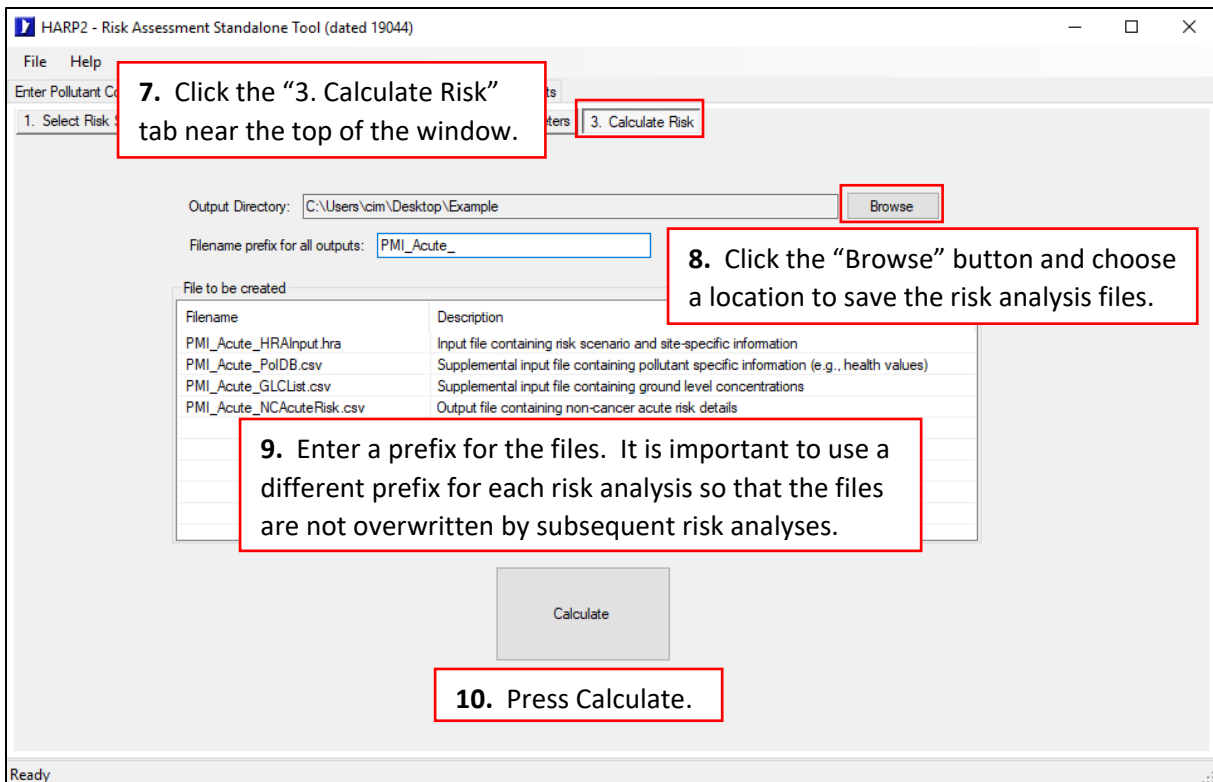 HARP2 - Risk Assessment Standalone Tool (dated 19044)
File Help
Enter Pollutant
7. Click the “3. Calculate Risk”
tab near the top of the window.
1. Select Risk
3. Calculate Risk
Output Directory: C:\Users\cim\Desktop\Example Browse
Filename prefix for all outputs: PMI_Acute_
8. Click the “Browse” button and choose
a location to save the risk analysis files.
File to be created
Filename Description
PMI_Acute_HRAInput.hra Input file containing risk scenario and site-specific information
PMI_Acute_PolDB.csv Supplemental input file containing pollutant specific information (e.g., health values)
PMI_Acute_GLCList.csv Supplemental input file containing ground level concentrations
PMI_Acute_NCAcuteRisk.csv Output file containing non-cancer acute risk details
9. Enter a prefix for the files. It is important to use a
different prefix for each risk analysis so that the files
are not overwritten by subsequent risk analyses.
Calculate
10. Press Calculate.
Ready